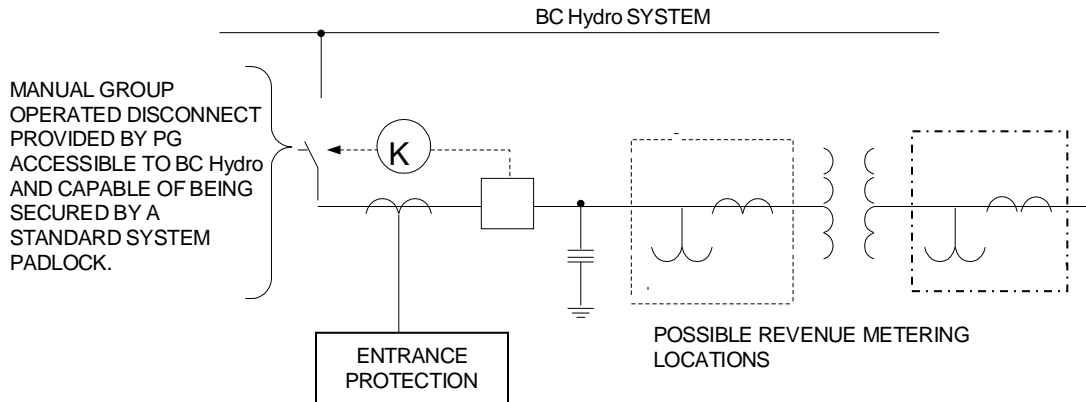 BC Hydro SYSTEM
MANUAL GROUP
OPERATED DISCONNECT
PROVIDED BY PG
ACCESSIBLE TO BC Hydro
AND CAPABLE OF BEING
SECURED BY A
STANDARD SYSTEM
PADLOCK.
K
ENTRANCE
PROTECTION
POSSIBLE REVENUE METERING
LOCATIONS